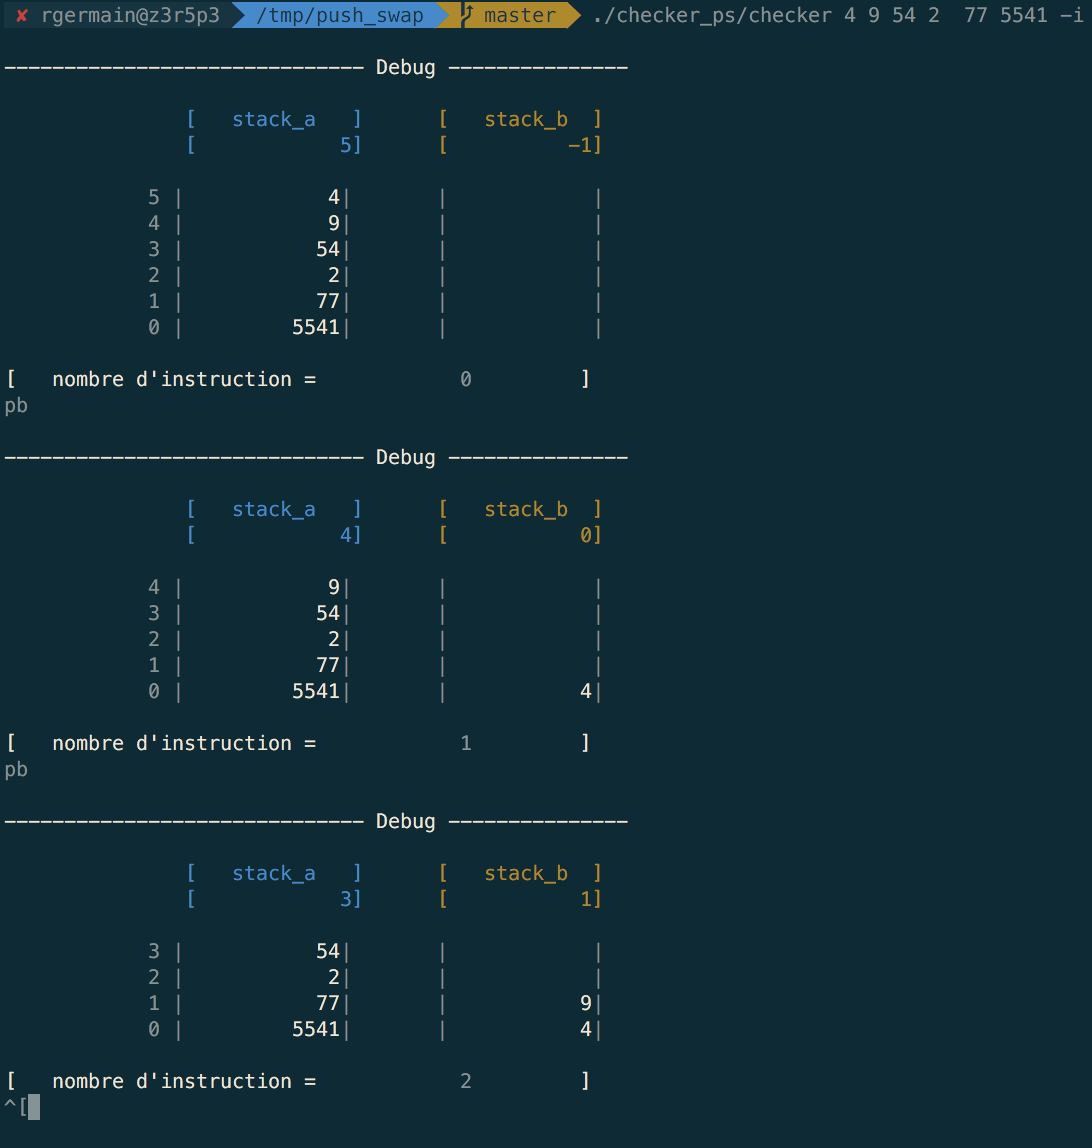 ✘ rgermain@z3r5p3 /tmp/push_swap master ./checker_ps/checker 4 9 54 2  77 5541 -i
------------------------------ Debug ---------------
[   stack_a   ]      [   stack_b  ]
[            5]      [          -1]
5 |            4|       |            |
4 |            9|       |            |
3 |           54|       |            |
2 |            2|       |            |
1 |           77|       |            |
0 |         5541|       |            |
[   nombre d'instruction =            0         ]
pb
------------------------------ Debug ---------------
[   stack_a   ]      [   stack_b  ]
[            4]      [           0]
4 |            9|       |            |
3 |           54|       |            |
2 |            2|       |            |
1 |           77|       |            |
0 |         5541|       |           4|
[   nombre d'instruction =            1         ]
pb
------------------------------ Debug ---------------
[   stack_a   ]      [   stack_b  ]
[            3]      [           1]
3 |           54|       |            |
2 |            2|       |            |
1 |           77|       |           9|
0 |         5541|       |           4|
[   nombre d'instruction =            2         ]
^[